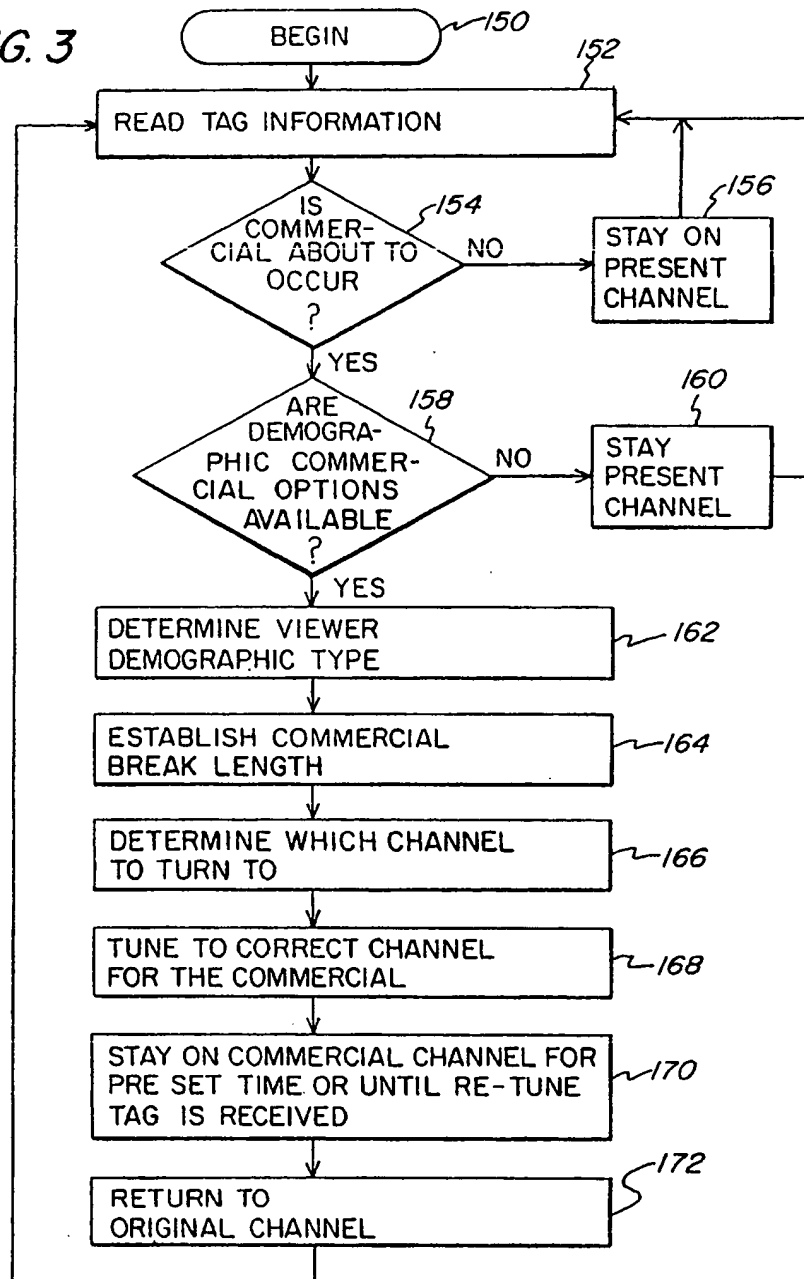 G. 3
BEGIN
150
152
READ TAG INFORMATION
IS
COMMER-
CIAL ABOUT TO
OCCUR
?
154
NO
156
STAY ON
PRESENT
CHANNEL
YES
ARE
DEMOGRA-
PHIC COMMER-
CIAL OPTIONS
AVAILABLE
?
158
NO
160
STAY
PRESENT
CHANNEL
YES
DETERMINE VIEWER
DEMOGRAPHIC TYPE
162
ESTABLISH COMMERCIAL
BREAK LENGTH
164
DETERMINE WHICH CHANNEL
TO TURN TO
166
TUNE TO CORRECT CHANNEL
FOR THE COMMERCIAL
168
STAY ON COMMERCIAL CHANNEL FOR
PRE SET TIME OR UNTIL RE-TUNE
TAG IS RECEIVED
170
RETURN TO
ORIGINAL CHANNEL
172